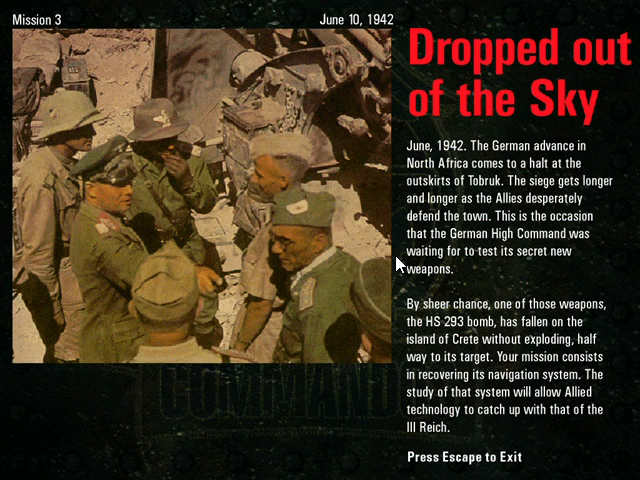 Mission 3
June 10, 1942
Dropped out
of the Sky
June, 1942. The German advance in
North Africa comes to a halt at the
outskirts of Tobruk. The siege gets longer
and longer as the Allies desperately
defend the town. This is the occasion
that the German High Command was
waiting for to test its secret new
weapons.
By sheer chance, one of those weapons,
the HS 293 bomb, has fallen on the
island of Crete without exploding, half
way to its target. Your mission consists
in recovering its navigation system. The
study of that system will allow Allied
technology to catch up with that of the
III Reich.
COMMAND
Press Escape to Exit